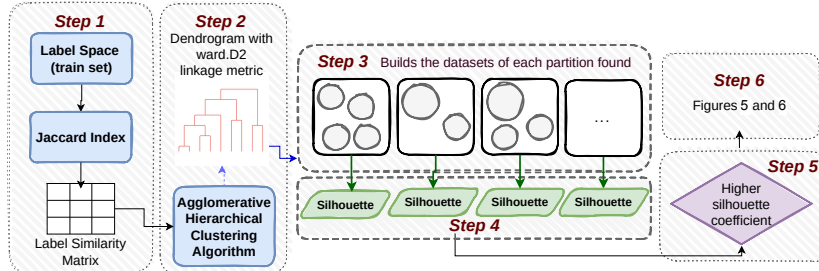 Step 1
Label Space
(train set)
Jaccard Index
Label Similarity
Matrix
Step 2
Dendrogram with
ward.D2
linkage metric
Agglomerative
Hierarchical
Clustering
Algorithm
Step 3 Builds the datasets of each partition found
...
Silhouette Silhouette Silhouette Silhouette
Step 4
Step 5
Higher
silhouette
coefficient
Step 6
Figures 5 and 6